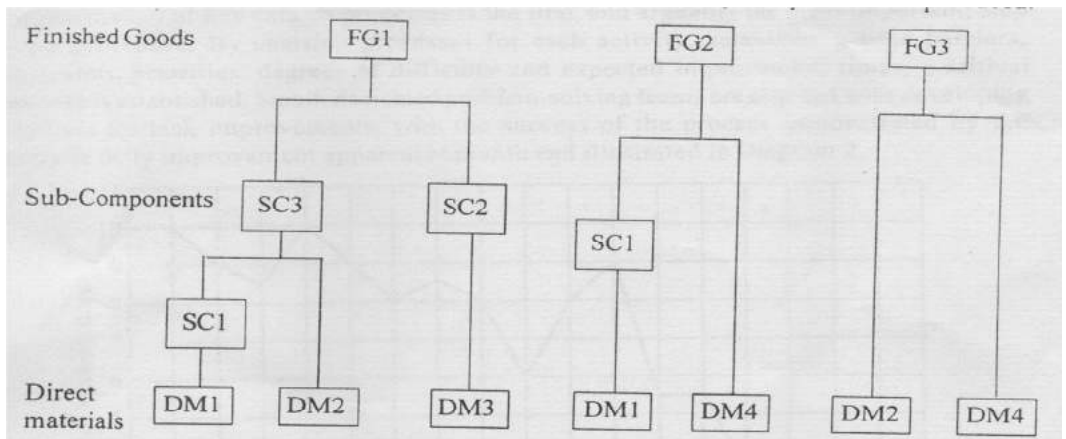 Finished Goods FG1 FG2 FG3
Sub-Components SC3 SC2
SC1
SC1
Direct
materials DM1 DM2 DM3 DM1 DM4 DM2 DM4